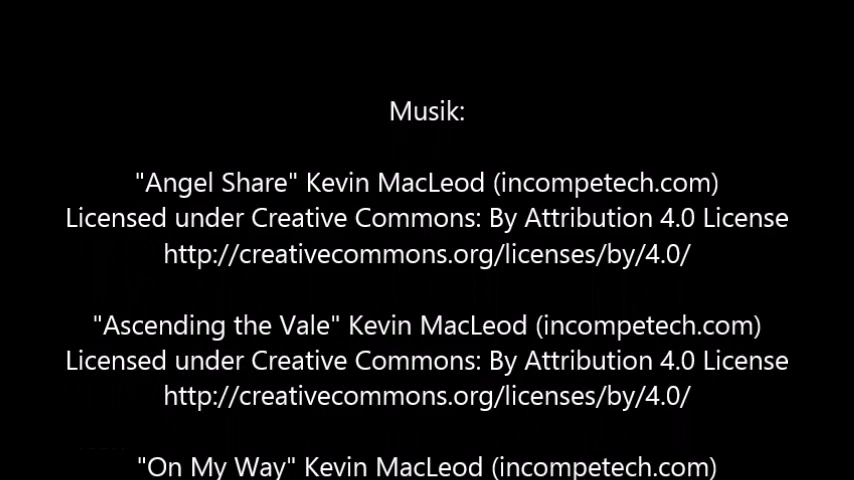 Musik:
"Angel Share" Kevin MacLeod (incompetech.com)
Licensed under Creative Commons: By Attribution 4.0 License
http://creativecommons.org/licenses/by/4.0/
"Ascending the Vale" Kevin MacLeod (incompetech.com)
Licensed under Creative Commons: By Attribution 4.0 License
http://creativecommons.org/licenses/by/4.0/
"On My Way" Kevin MacLeod (incompetech.com)